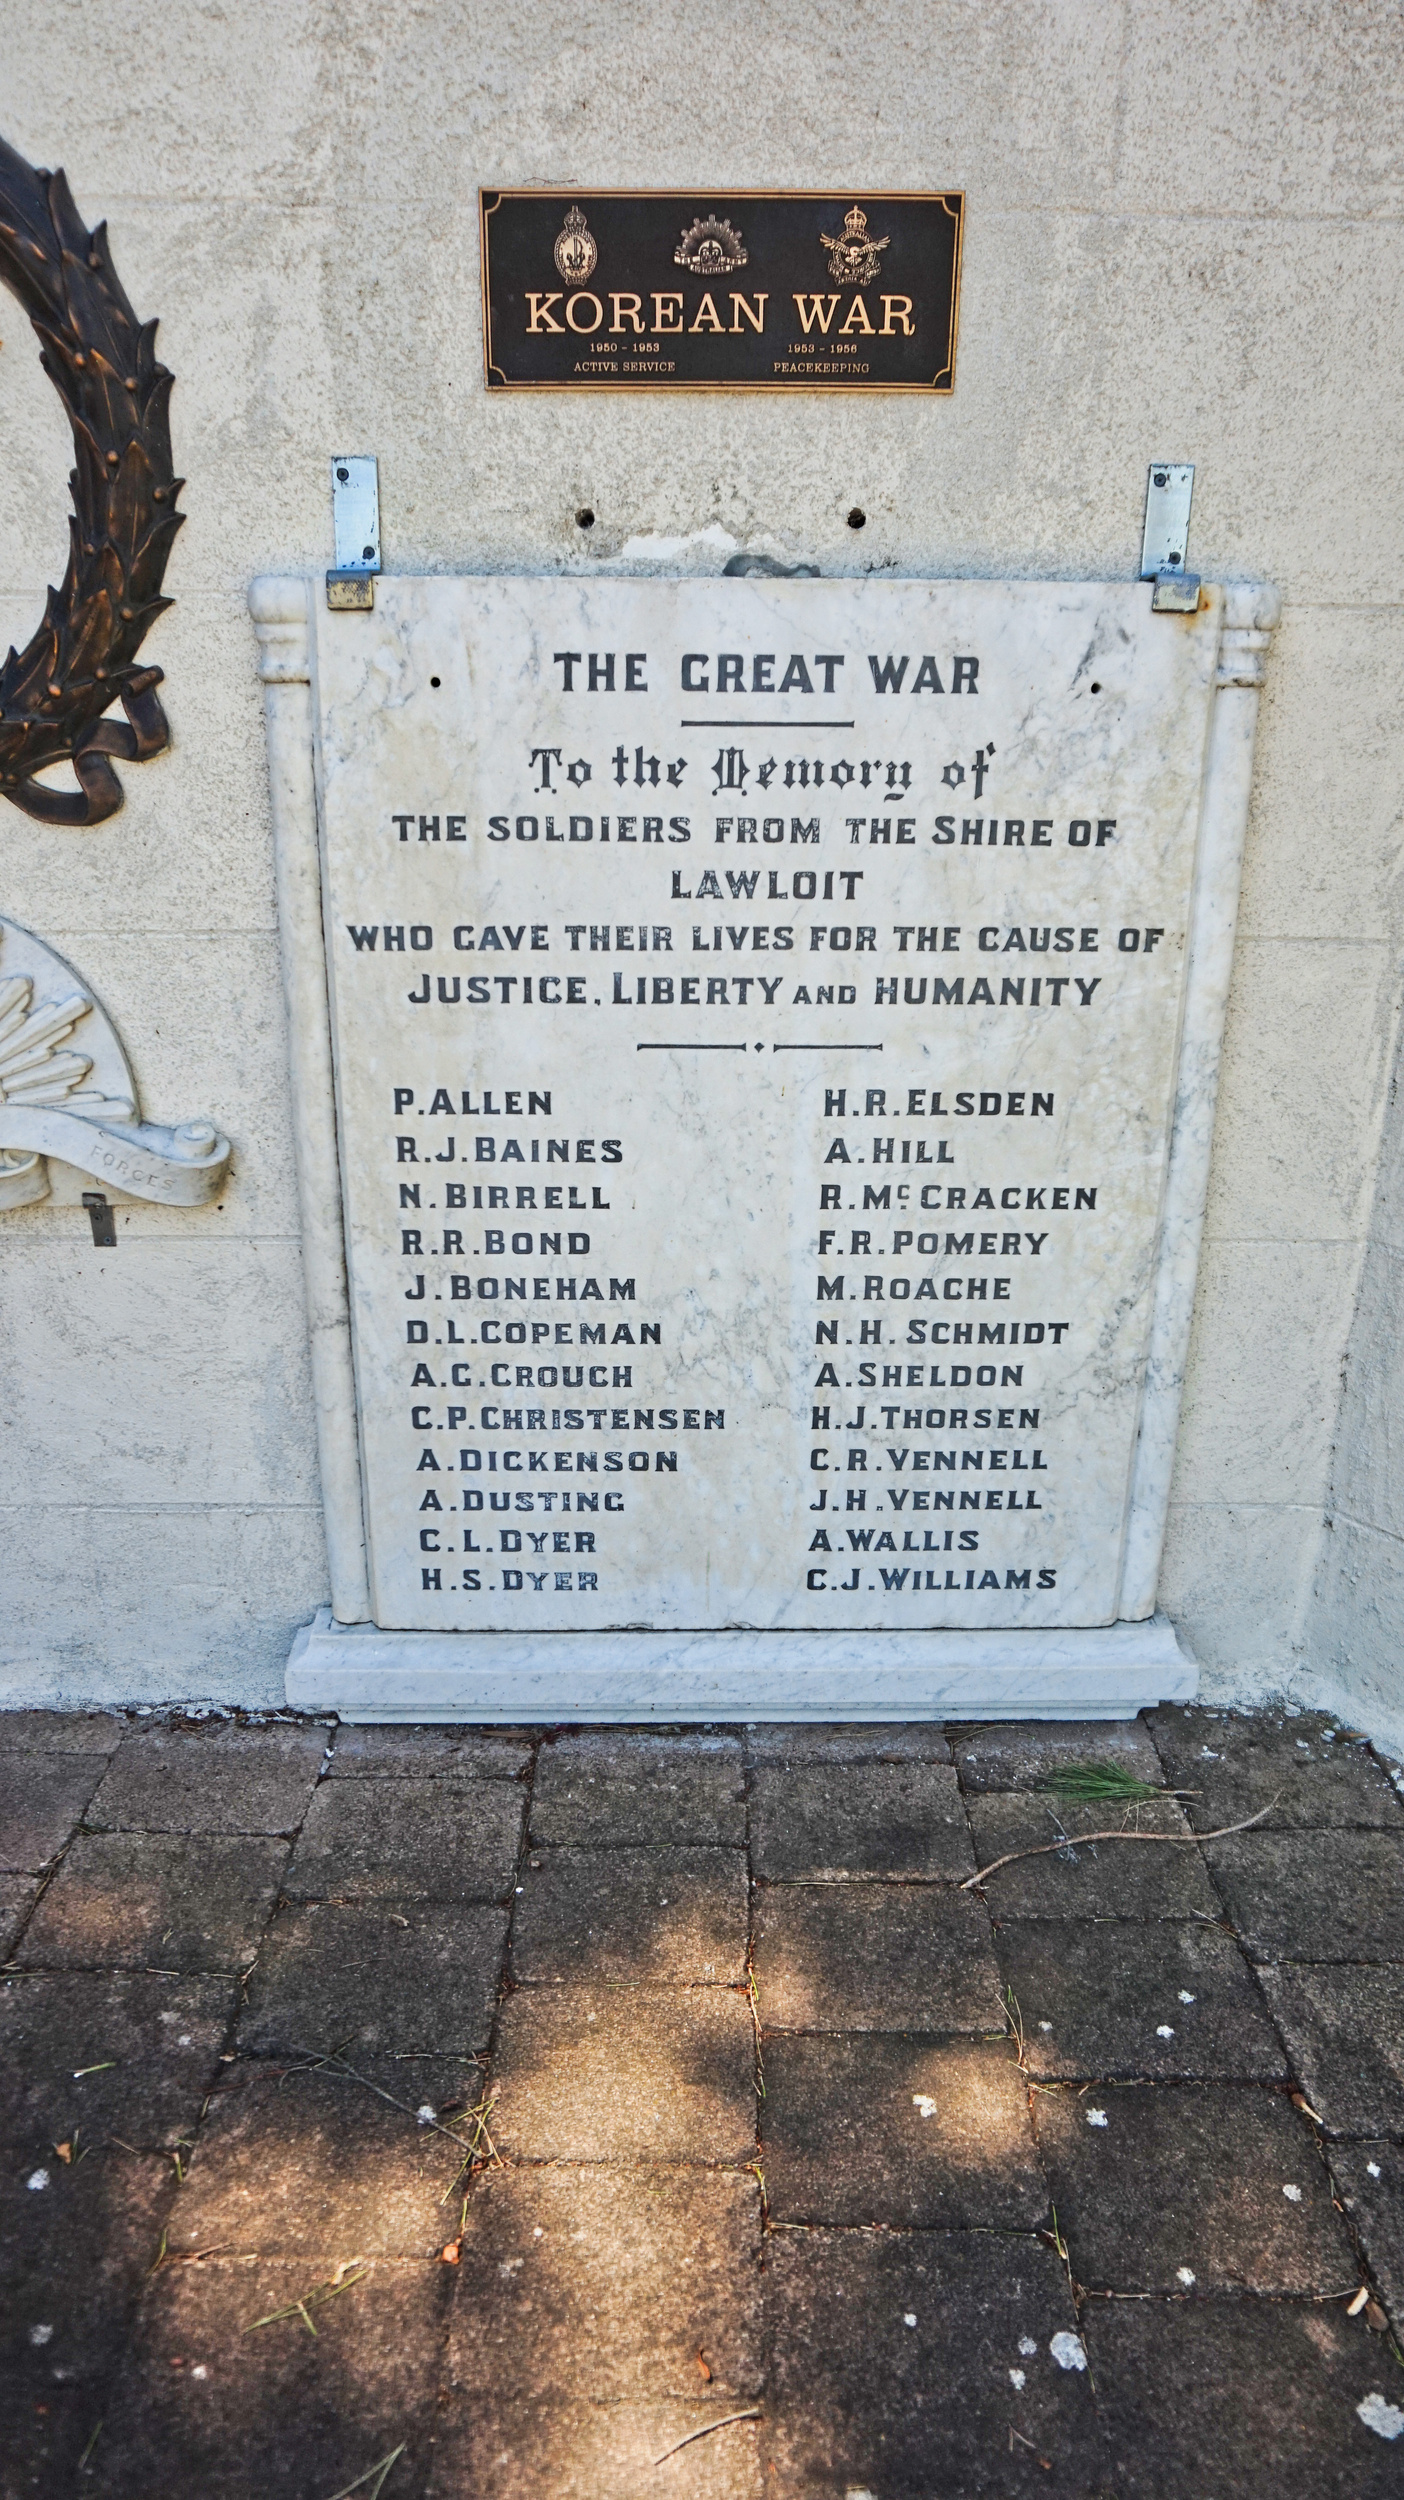 KOREAN WAR
1950 - 1953 1953 - 1956
ACTIVE SERVICE PEACEKEEPING
THE GREAT WAR
To the Memory of
THE SOLDIERS FROM THE SHIRE OF
LAWLOIT
WHO GAVE THEIR LIVES FOR THE CAUSE OF
JUSTICE, LIBERTY AND HUMANITY
P. ALLEN
R.J. BAINES
N. BIRRELL
R.R. BOND
J. BONEHAM
D.L. COPEMAN
A.G. CROUCH
C.P. CHRISTENSEN
A. DICKENSON
A. DUSTING
C.L. DYER
H.S. DYER
H.R. ELSDEN
A. HILL
R. McCRACKEN
F.R. POMERY
M. ROACHE
N.H. SCHMIDT
A. SHELDON
H.J. THORSEN
C.R. VENNELL
J.H. VENNELL
A. WALLIS
C.J. WILLIAMS
FORCES